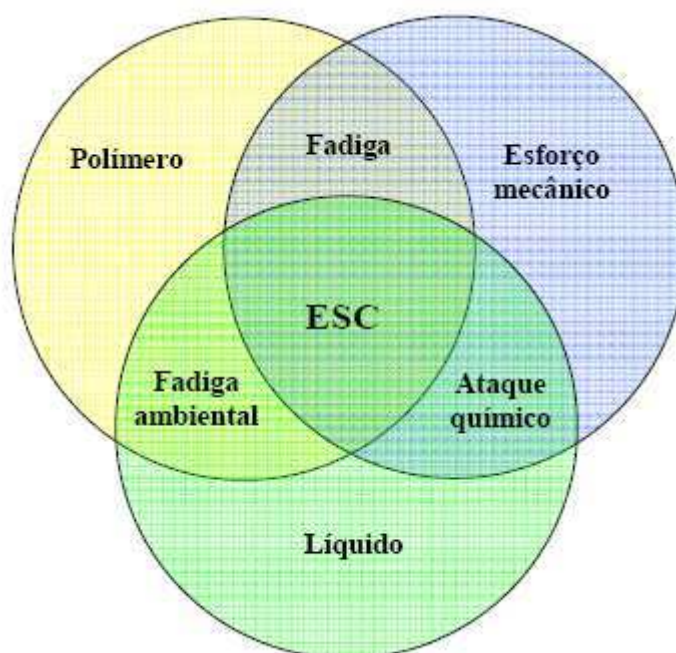 Polímero
Fadiga
Esforço
mecânico
ESC
Fadiga
ambiental
Ataque
químico
Líquido